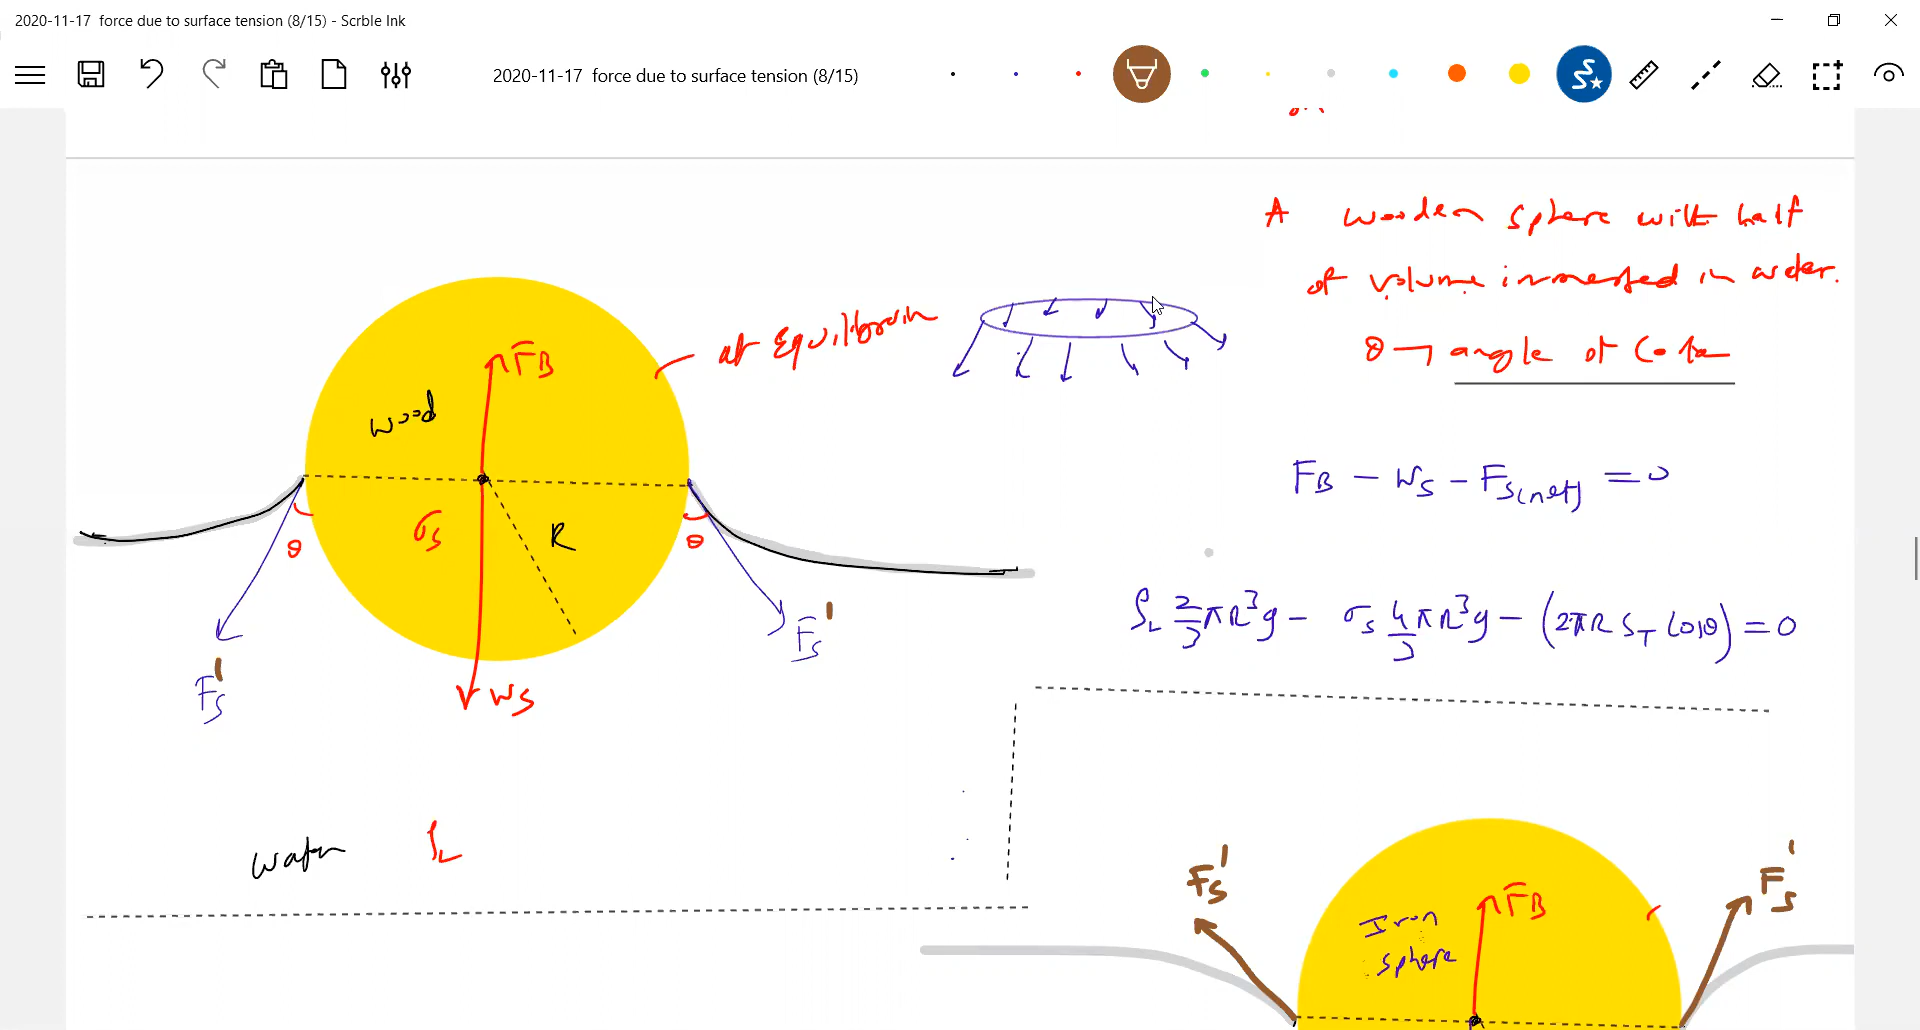 2020-11-17 force due to surface tension (8/15) - Scrble Ink
2020-11-17 force due to surface tension (8/15)
A wooden sphere with half
of volume immersed in water.
θ → angle of Conta
at Equilibrium
FB
wood
FB - WS - FS(net) = 0
σS
R
θ
θ
ρL 2/3 πR³g - σS 4/3 πR³g - (2πR ST Cosθ) = 0
FS'
FS'
WS
water ρL
FS'
FB
FS'
Iron
sphere